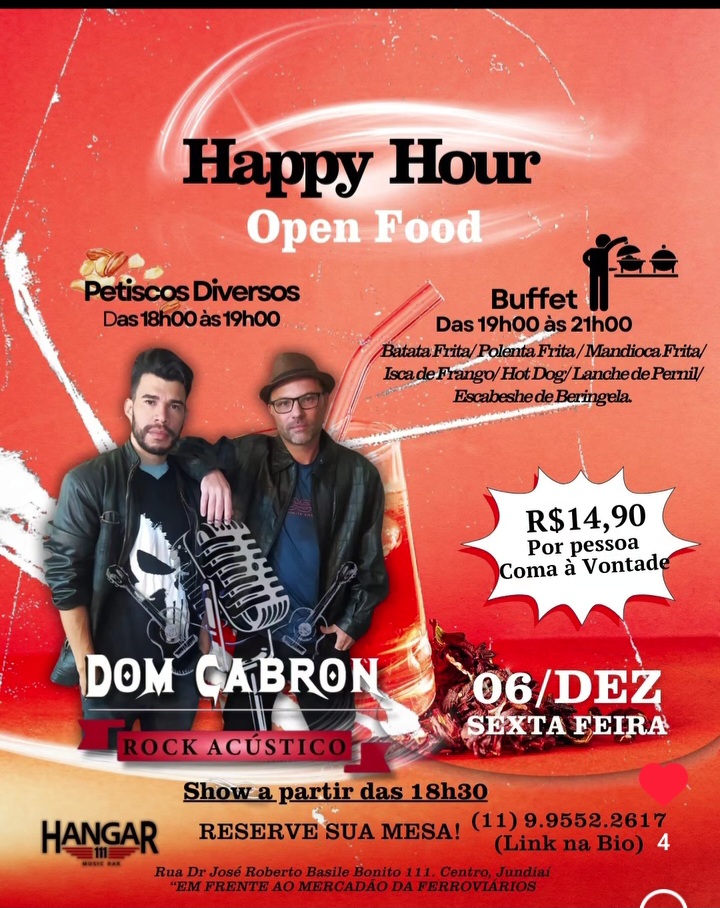 Happy Hour
Open Food
Petiscos Diversos
Das 18h00 às 19h00
Buffet
Das 19h00 às 21h00
Batata Frita/ Polenta Frita / Mandioca Frita/
Isca de Frango/ Hot Dog/ Lanche de Pernil/
Escabeshe de Beringela.
R$14,90
Por pessoa
Coma à Vontade
DOM CABRON
ROCK ACÚSTICO
06/DEZ
SEXTA FEIRA
Show a partir das 18h30
RESERVE SUA MESA!
(11) 9.9552.2617
(Link na Bio)
4
HANGAR
111
MUSIC BAR
Rua Dr José Roberto Basile Bonito 111. Centro, Jundiaí
"EM FRENTE AO MERCADÃO DA FERROVIÁRIOS